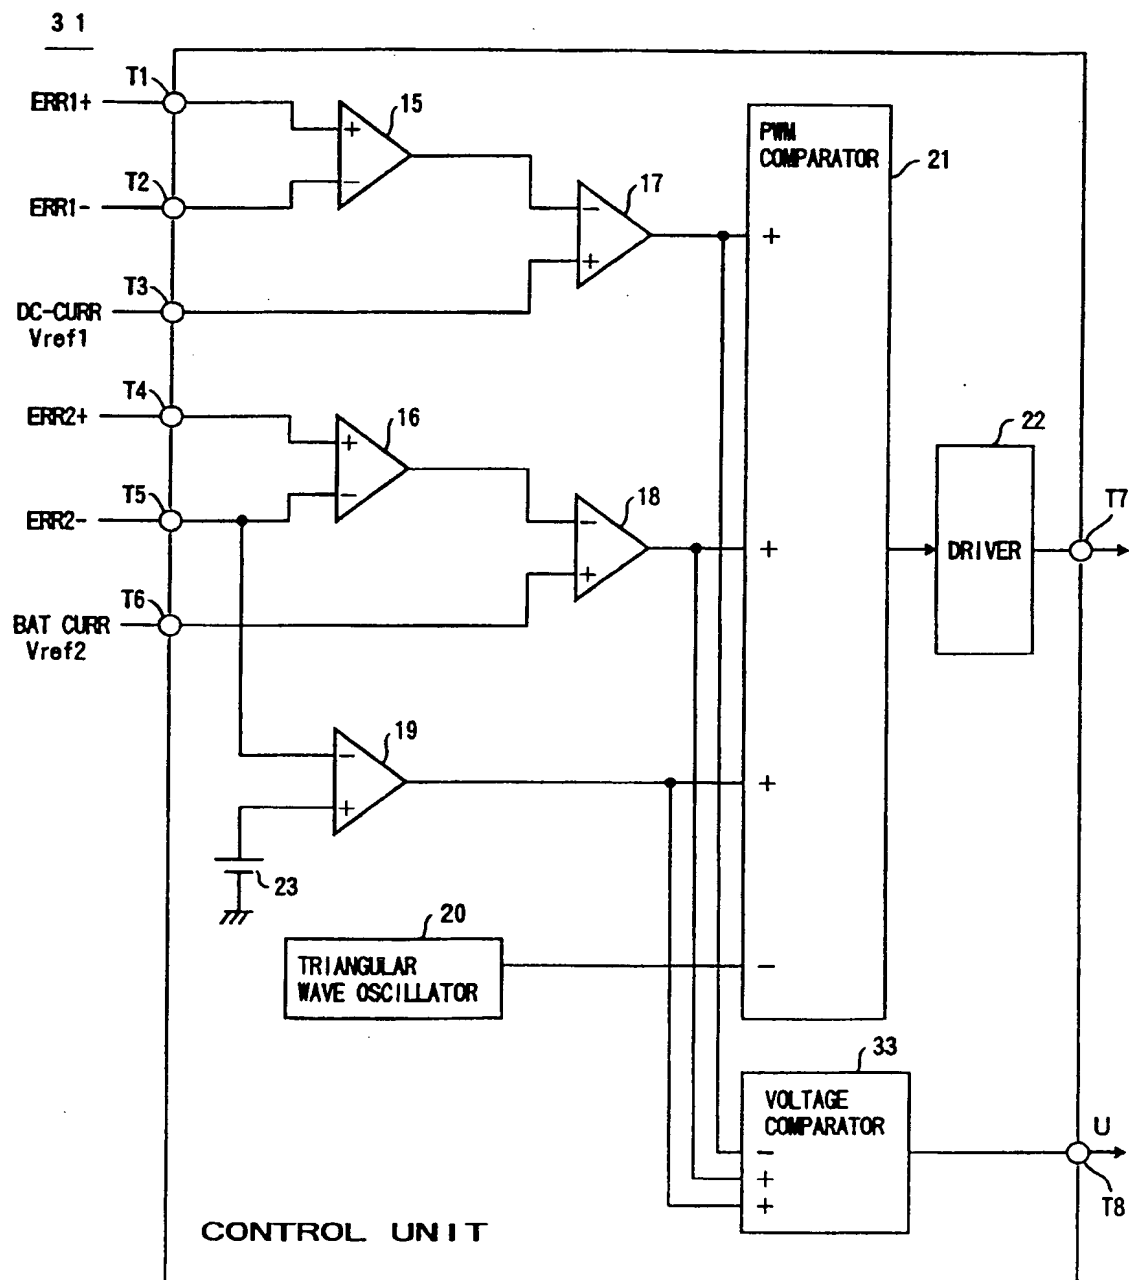 31
T1
ERR1+
15
+
−
T2
ERR1-
17
−
+
T3
DC-CURR
Vref1
PWM
COMPARATOR
21
+
+
+
−
T4
ERR2+
16
+
−
T5
ERR2-
18
−
+
T6
BAT CURR
Vref2
22
DRIVER
T7
19
−
+
23
20
TRIANGULAR
WAVE OSCILLATOR
33
VOLTAGE
COMPARATOR
−
+
+
U
T8
CONTROL UNIT